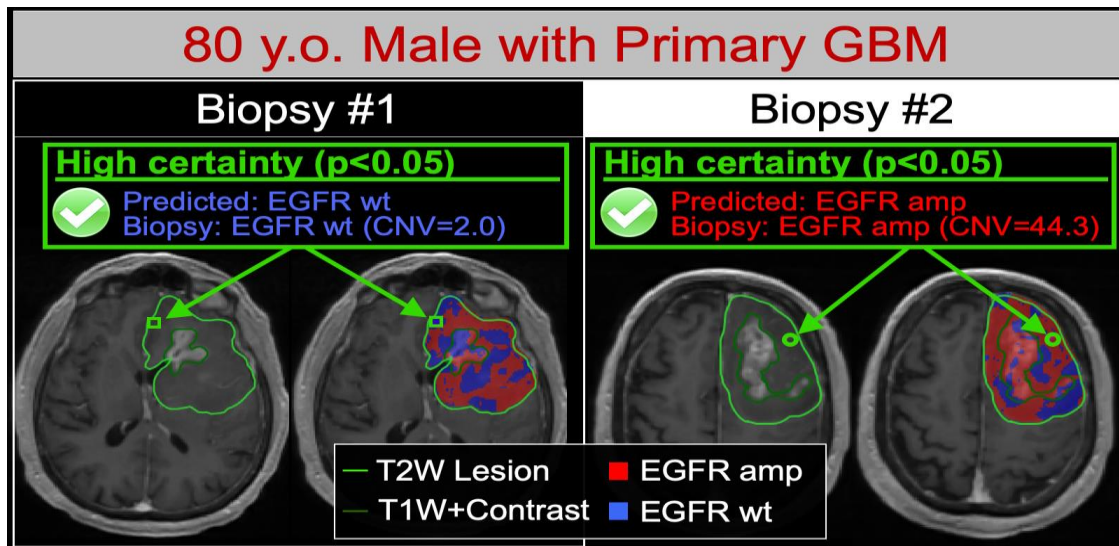 80 y.o. Male with Primary GBM
Biopsy #1
High certainty (p<0.05)
Predicted: EGFR wt
Biopsy: EGFR wt (CNV=2.0)
Biopsy #2
High certainty (p<0.05)
Predicted: EGFR amp
Biopsy: EGFR amp (CNV=44.3)
T2W Lesion
T1W+Contrast
EGFR amp
EGFR wt